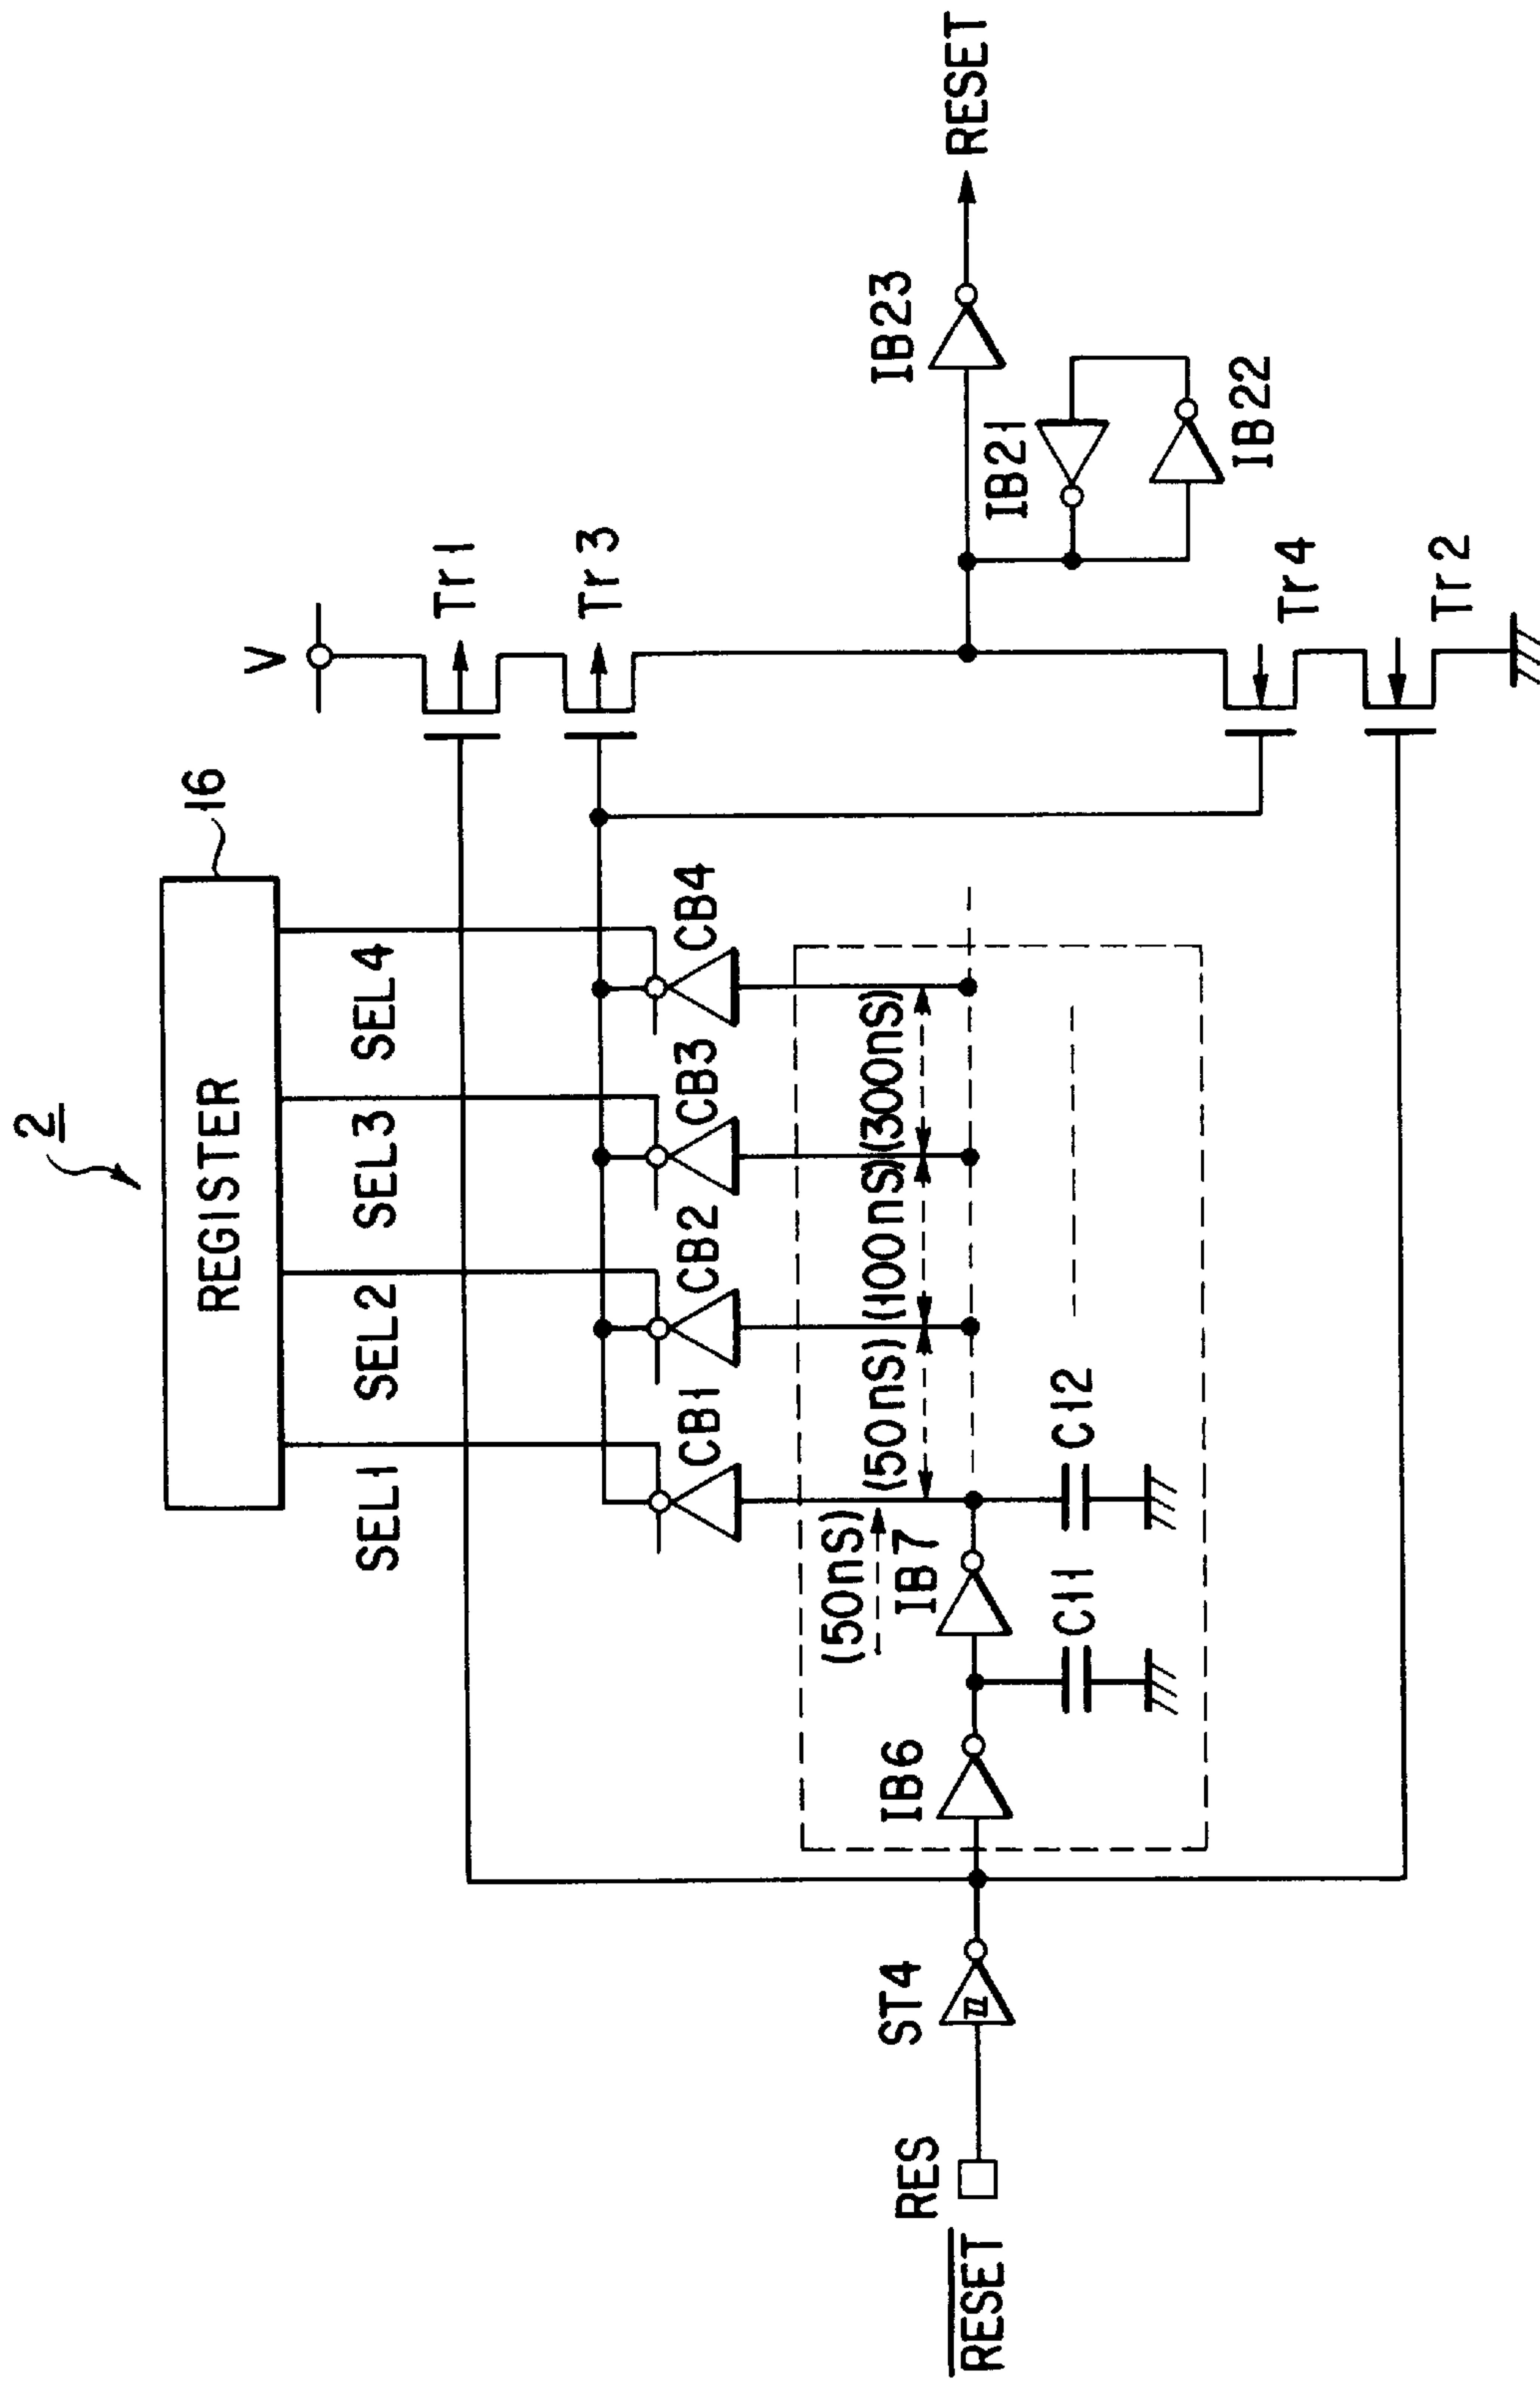 2
REGISTER
16
V
SEL1
SEL2
SEL3
SEL4
Tr1
Tr3
CB1
CB2
CB3
CB4
(50nS)
(50nS)
(100nS)
(300nS)
RESET
RES
ST4
IB6
IB7
C11
C12
IB23
RESET
IB21
IB22
Tr4
Tr2